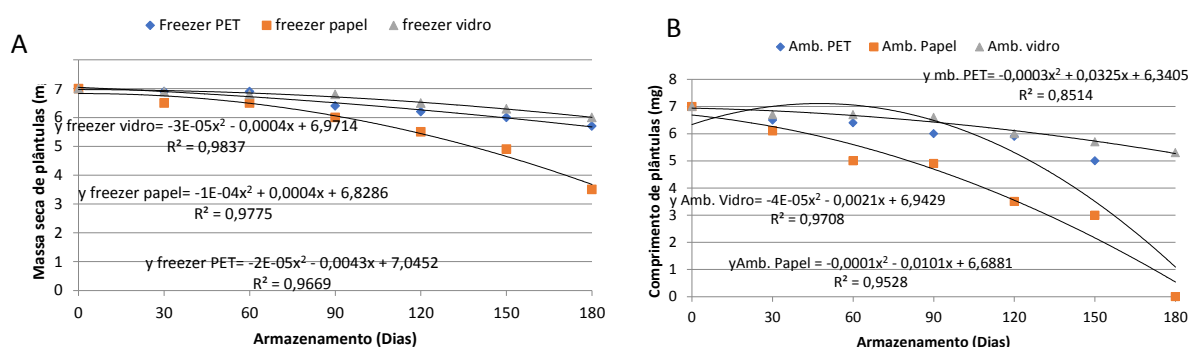 A
Freezer PET freezer papel freezer vidro
Massa seca de plântulas (m
7
6
5
4
3
2
1
0
y freezer vidro= -3E-05x² - 0,0004x + 6,9714
R² = 0,9837
y freezer papel= -1E-04x² + 0,0004x + 6,8286
R² = 0,9775
y freezer PET= -2E-05x² - 0,0043x + 7,0452
R² = 0,9669
0 30 60 90 120 150 180
Armazenamento (Dias)
B
Amb. PET Amb. Papel Amb. vidro
Comprimento de plântulas (mg)
8
7
6
5
4
3
2
1
0
y mb. PET= -0,0003x² + 0,0325x + 6,3405
R² = 0,8514
y Amb. Vidro= -4E-05x² - 0,0021x + 6,9429
R² = 0,9708
yAmb. Papel = -0,0001x² - 0,0101x + 6,6881
R² = 0,9528
0 30 60 90 120 150 180
Armazenamento (Dias)